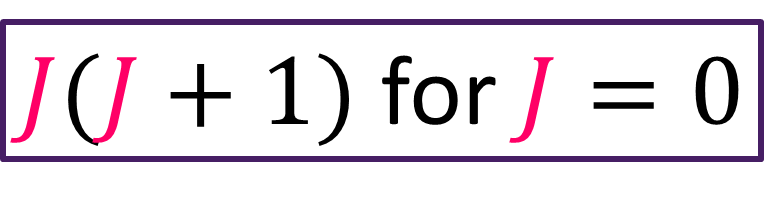 J(J + 1) for J = 0